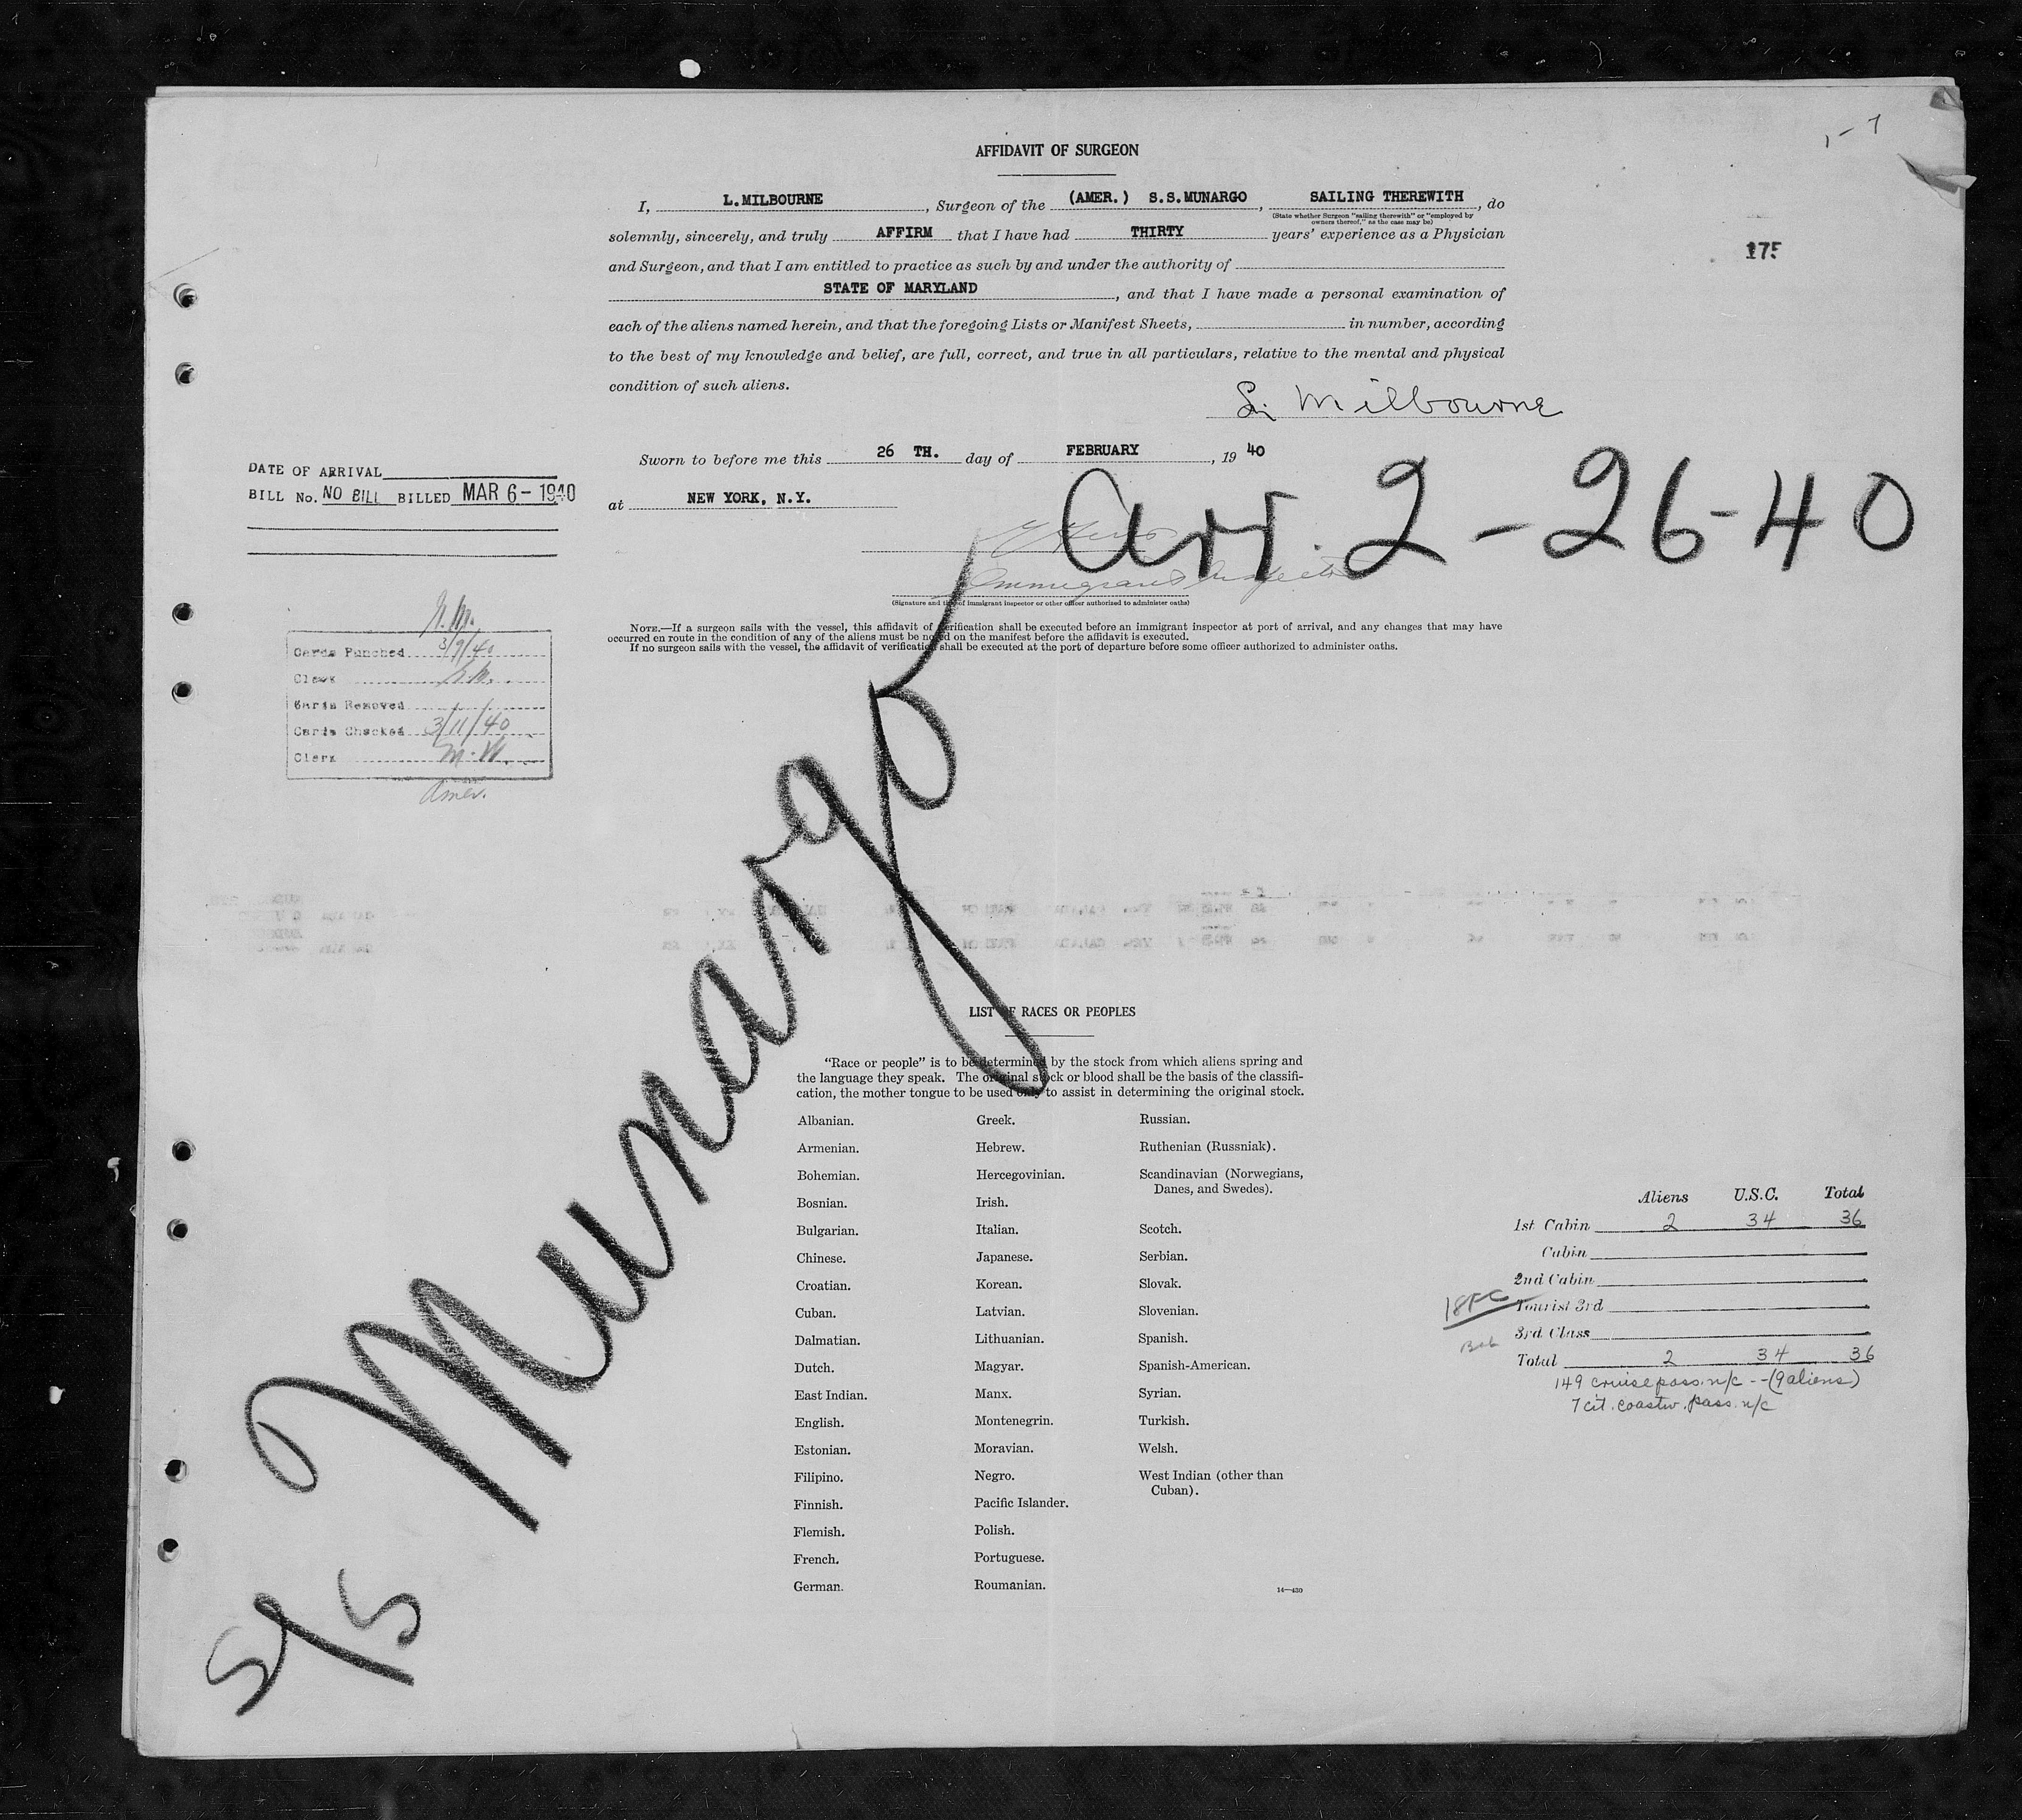 1-7
AFFIDAVIT OF SURGEON
I, L. MILBOURNE, Surgeon of the (AMER.) S.S.MUNARGO, SAILING THEREWITH, do
(State whether Surgeon "sailing therewith" or "employed by
owners thereof," as the case may be)
solemnly, sincerely, and truly AFFIRM that I have had THIRTY years' experience as a Physician
175
and Surgeon, and that I am entitled to practice as such by and under the authority of
STATE OF MARYLAND, and that I have made a personal examination of
each of the aliens named herein, and that the foregoing Lists or Manifest Sheets, in number, according
to the best of my knowledge and belief, are full, correct, and true in all particulars, relative to the mental and physical
condition of such aliens.
L. Milbourne
Sworn to before me this 26 TH. day of FEBRUARY, 19 40
at NEW YORK, N.Y.
Arr. 2-26-40
Immigrant Inspector
(Signature and title of immigrant inspector or other officer authorized to administer oaths)
NOTE.—If a surgeon sails with the vessel, this affidavit of verification shall be executed before an immigrant inspector at port of arrival, and any changes that may have
occurred en route in the condition of any of the aliens must be noted on the manifest before the affidavit is executed.
If no surgeon sails with the vessel, the affidavit of verification shall be executed at the port of departure before some officer authorized to administer oaths.
DATE OF ARRIVAL
BILL No. NO BILL BILLED MAR 6-1940
Cards Punched 3/7/40
Clerk
Cards Removed
Cards Checked 3/11/40
Clerk M.W.
Amer.
S/S Munargo
LIST OF RACES OR PEOPLES
"Race or people" is to be determined by the stock from which aliens spring and
the language they speak. The original stock or blood shall be the basis of the classifi-
cation, the mother tongue to be used only to assist in determining the original stock.
Albanian.
Armenian.
Bohemian.
Bosnian.
Bulgarian.
Chinese.
Croatian.
Cuban.
Dalmatian.
Dutch.
East Indian.
English.
Estonian.
Filipino.
Finnish.
Flemish.
French.
German.
Greek.
Hebrew.
Hercegovinian.
Irish.
Italian.
Japanese.
Korean.
Latvian.
Lithuanian.
Magyar.
Manx.
Montenegrin.
Moravian.
Negro.
Pacific Islander.
Polish.
Portuguese.
Roumanian.
Russian.
Ruthenian (Russniak).
Scandinavian (Norwegians,
Danes, and Swedes).
Scotch.
Serbian.
Slovak.
Slovenian.
Spanish.
Spanish-American.
Syrian.
Turkish.
Welsh.
West Indian (other than
Cuban).
14—430
Aliens U.S.C. Total
1st Cabin 2 34 36
Cabin
2nd Cabin
Tourist 3rd
3rd Class
Total 2 34 36
149 cruise pass. n/c -- (9 aliens)
7 cit. coastw. pass. n/c